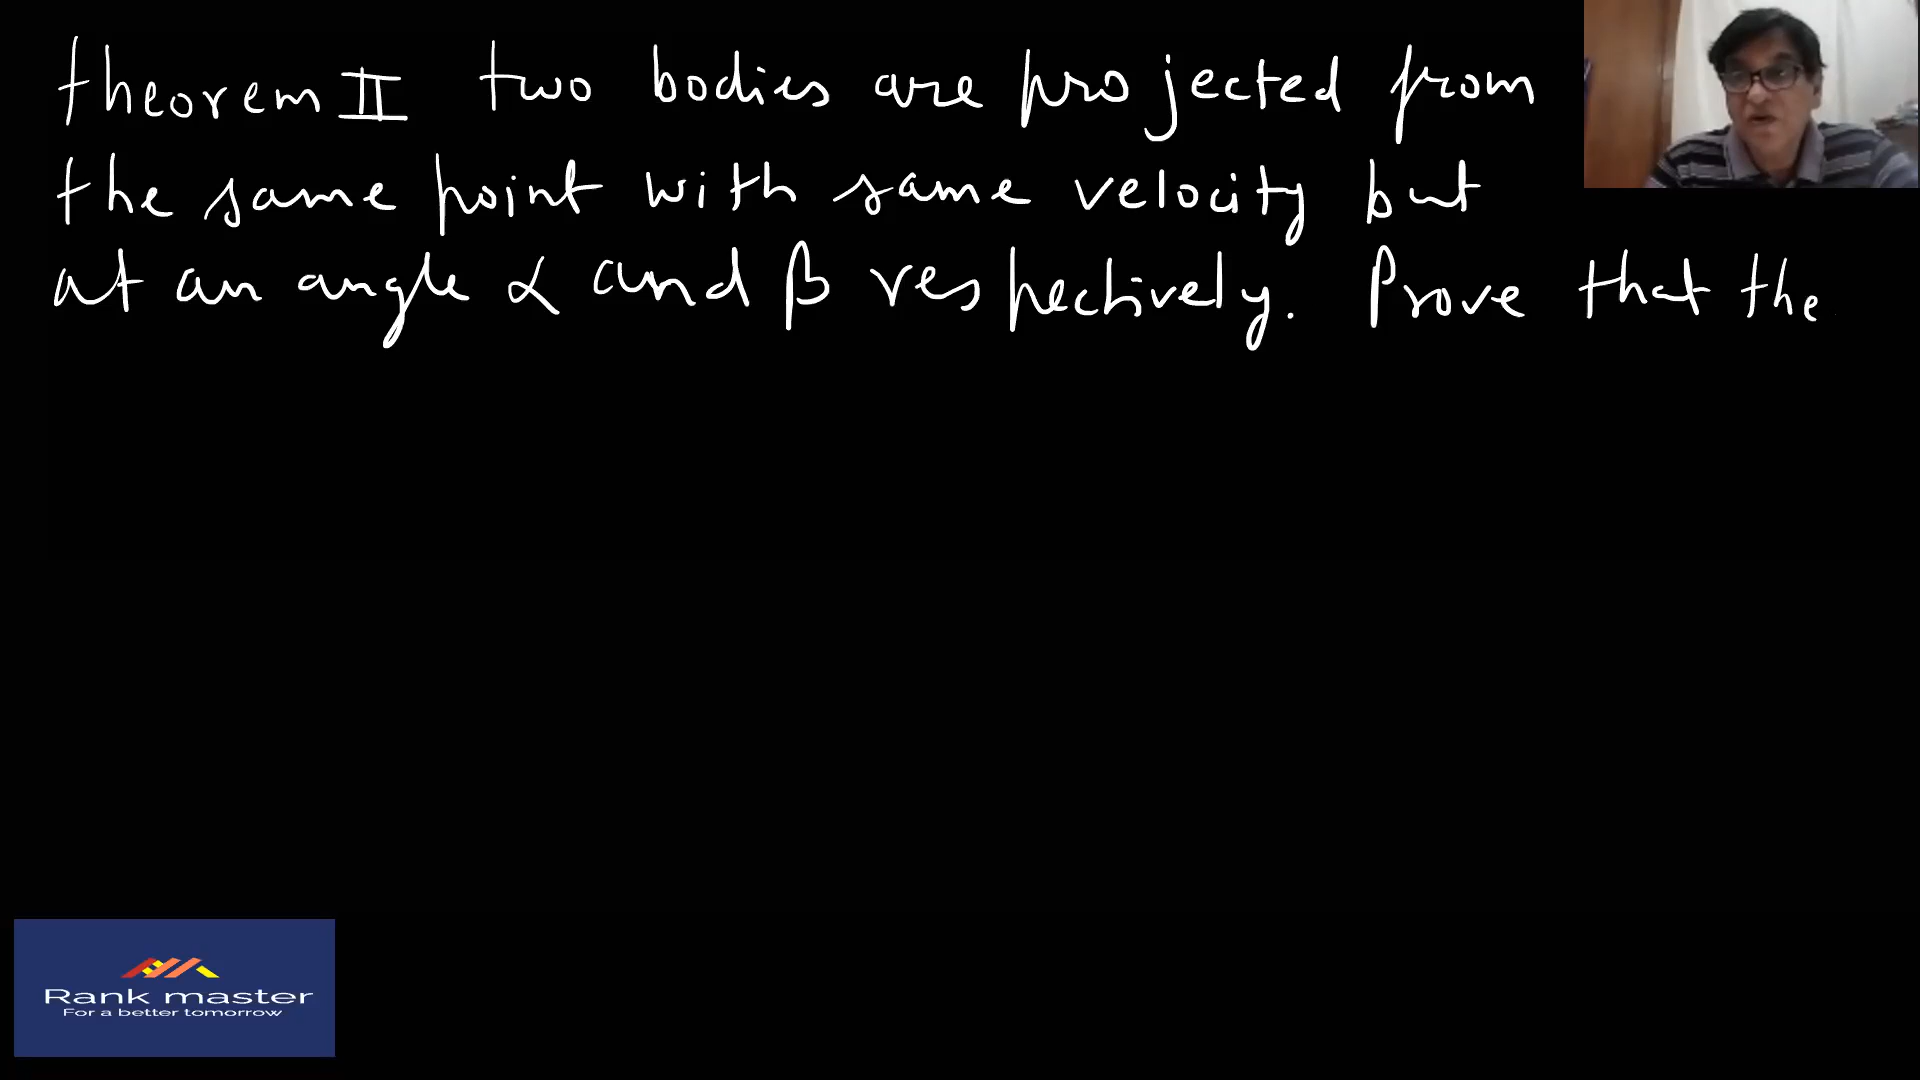 theorem II two bodies are projected from
the same point with same velocity but
at an angle α and β respectively. Prove that the
Rank master
For a better tomorrow